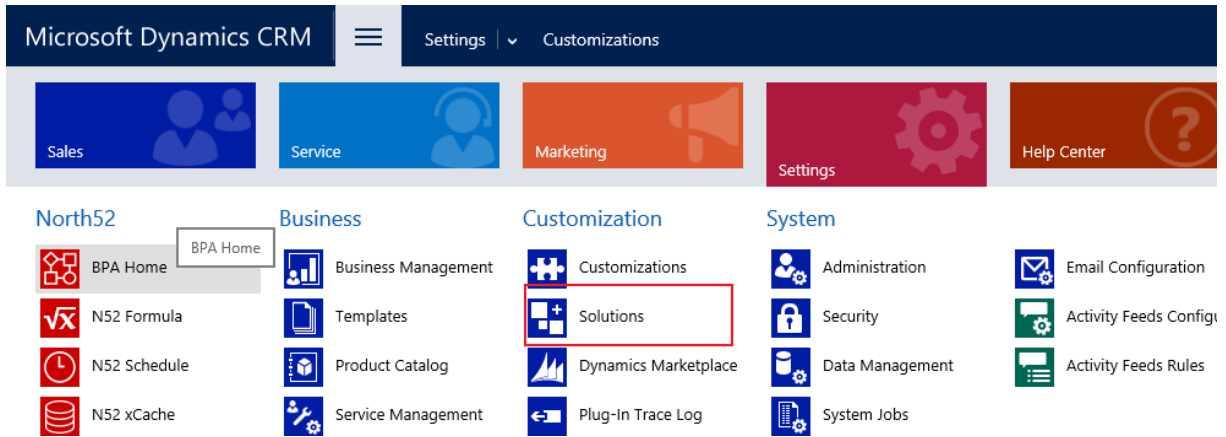 Microsoft Dynamics CRM
Settings
Customizations
Sales
Service
Marketing
Settings
Help Center
?
North52
BPA Home
BPA Home
N52 Formula
N52 Schedule
N52 xCache
Business
Business Management
Templates
Product Catalog
Service Management
Customization
Customizations
Solutions
Dynamics Marketplace
Plug-In Trace Log
System
Administration
Security
Data Management
System Jobs
Email Configuration
Activity Feeds Configu
Activity Feeds Rules